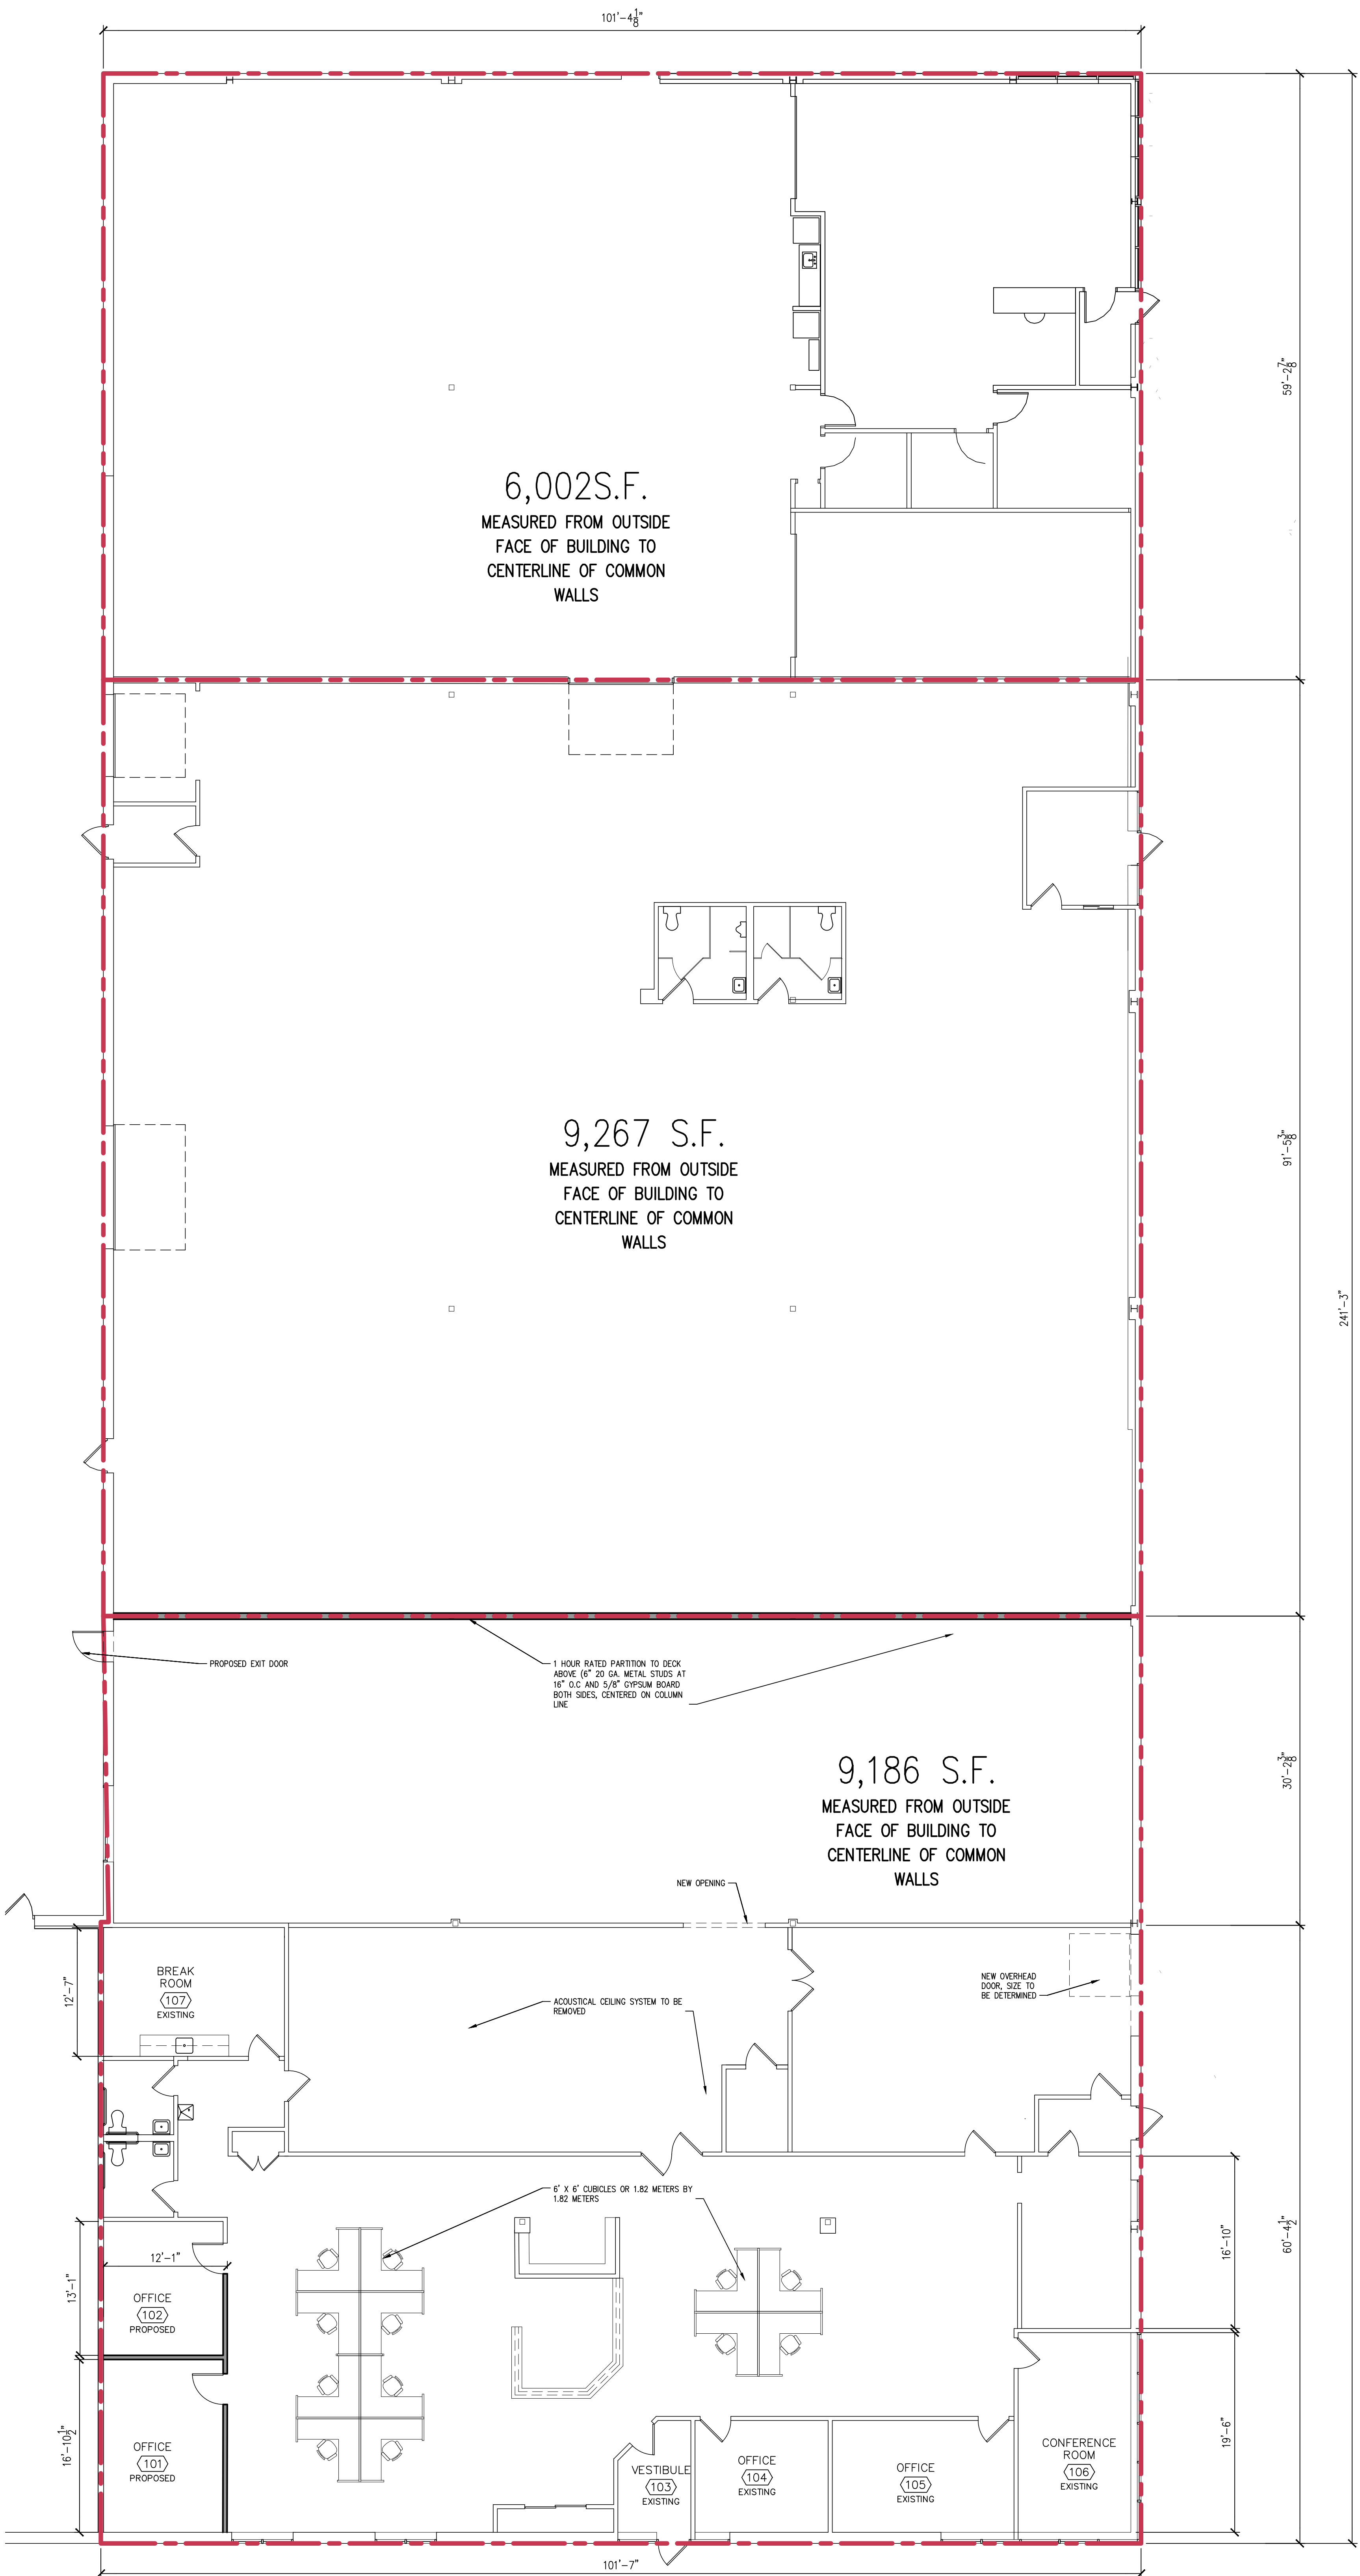 101'-4 1/8"
59'-2 7/8"
6,002S.F.
MEASURED FROM OUTSIDE
FACE OF BUILDING TO
CENTERLINE OF COMMON
WALLS
91'-5 3/8"
9,267 S.F.
MEASURED FROM OUTSIDE
FACE OF BUILDING TO
CENTERLINE OF COMMON
WALLS
241'-3"
PROPOSED EXIT DOOR
1 HOUR RATED PARTITION TO DECK
ABOVE (6" 20 GA. METAL STUDS AT
16" O.C AND 5/8" GYPSUM BOARD
BOTH SIDES, CENTERED ON COLUMN
LINE
30'-2 3/8"
9,186 S.F.
MEASURED FROM OUTSIDE
FACE OF BUILDING TO
CENTERLINE OF COMMON
WALLS
NEW OPENING
12'-7"
BREAK
ROOM
107
EXISTING
ACOUSTICAL CEILING SYSTEM TO BE
REMOVED
NEW OVERHEAD
DOOR, SIZE TO
BE DETERMINED
6' X 6' CUBICLES OR 1.82 METERS BY
1.82 METERS
60'-4 1/2"
16'-10"
12'-1"
13'-1"
OFFICE
102
PROPOSED
16'-10 1/2"
OFFICE
101
PROPOSED
VESTIBULE
103
EXISTING
OFFICE
104
EXISTING
OFFICE
105
EXISTING
CONFERENCE
ROOM
106
EXISTING
19'-6"
101'-7"